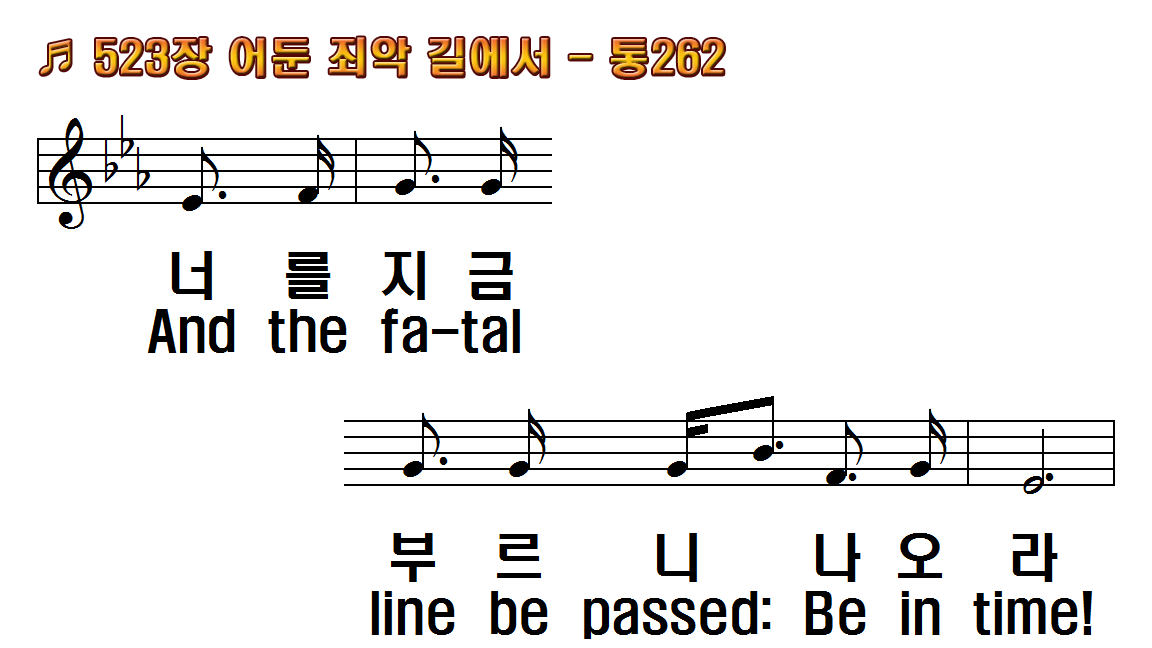 ♬ 523장 어둔 죄악 길에서 - 통262
너 를 지 금
And the fa-tal
부 르 니 나 오 라
line be passed: Be in time!